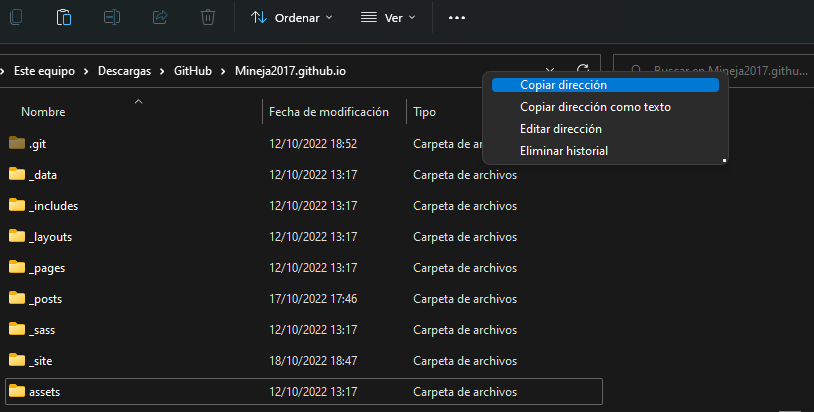 Ordenar
Ver
Este equipo > Descargas > GitHub > Mineja2017.github.io
Buscar en Mineja2017.githu...
Copiar dirección
Copiar dirección como texto
Editar dirección
Eliminar historial
Nombre Fecha de modificación Tipo
.git 12/10/2022 18:52 Carpeta de ar
_data 12/10/2022 13:17 Carpeta de archivos
_includes 12/10/2022 13:17 Carpeta de archivos
_layouts 12/10/2022 13:17 Carpeta de archivos
_pages 12/10/2022 13:17 Carpeta de archivos
_posts 17/10/2022 17:46 Carpeta de archivos
_sass 12/10/2022 13:17 Carpeta de archivos
_site 18/10/2022 18:47 Carpeta de archivos
assets 12/10/2022 13:17 Carpeta de archivos